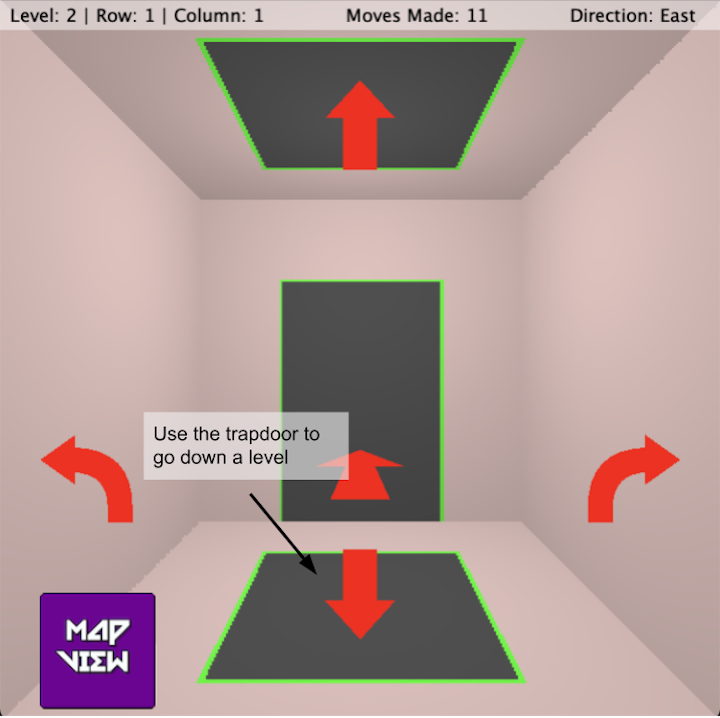 Level: 2 | Row: 1 | Column: 1 Moves Made: 11 Direction: East
Use the trapdoor to
go down a level
MAP
VIEW